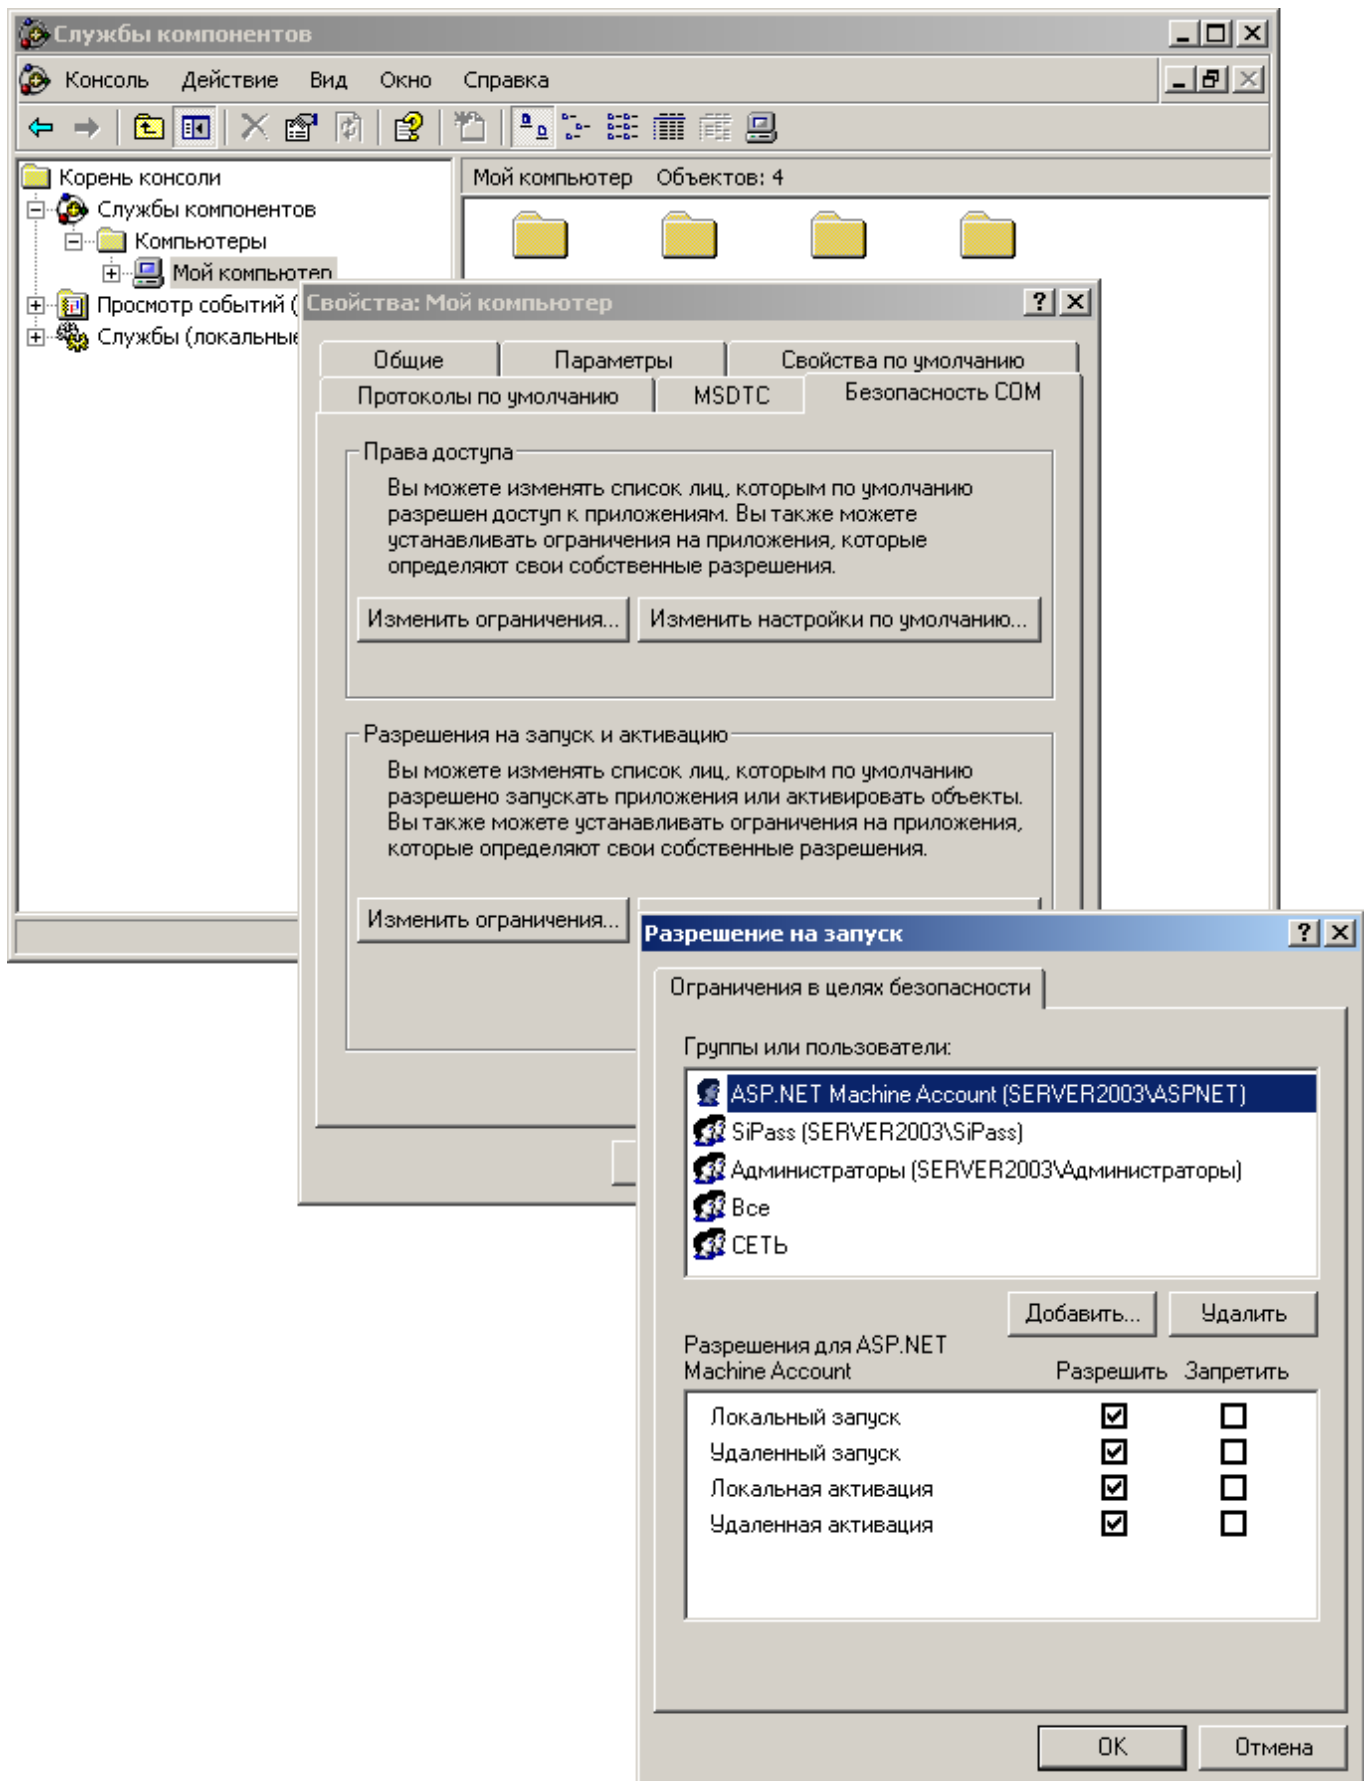 Службы компонентов
Консоль Действие Вид Окно Справка
Корень консоли
Службы компонентов
Компьютеры
Мой компьютер
Просмотр событий (
Службы (локальные
Мой компьютер Объектов: 4
Свойства: Мой компьютер
Общие Параметры Свойства по умолчанию
Протоколы по умолчанию MSDTC Безопасность COM
Права доступа
Вы можете изменять список лиц, которым по умолчанию
разрешен доступ к приложениям. Вы также можете
устанавливать ограничения на приложения, которые
определяют свои собственные разрешения.
Изменить ограничения... Изменить настройки по умолчанию...
Разрешения на запуск и активацию
Вы можете изменять список лиц, которым по умолчанию
разрешено запускать приложения или активировать объекты.
Вы также можете устанавливать ограничения на приложения,
которые определяют свои собственные разрешения.
Изменить ограничения...
Разрешение на запуск
Ограничения в целях безопасности
Группы или пользователи:
ASP.NET Machine Account (SERVER2003\ASPNET)
SiPass (SERVER2003\SiPass)
Администраторы (SERVER2003\Администраторы)
Все
СЕТЬ
Добавить... Удалить
Разрешения для ASP.NET
Machine Account Разрешить Запретить
Локальный запуск
Удаленный запуск
Локальная активация
Удаленная активация
OK Отмена